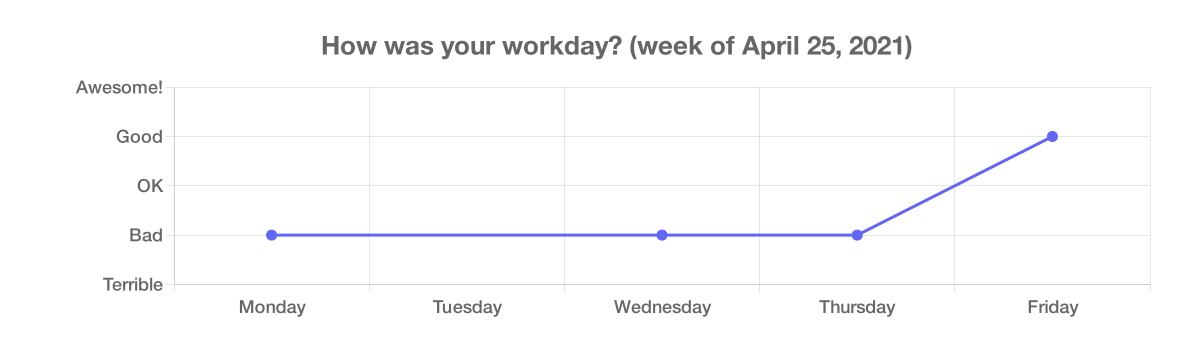 How was your workday? (week of April 25, 2021)
Awesome!
Good
OK
Bad
Terrible
Monday Tuesday Wednesday Thursday Friday